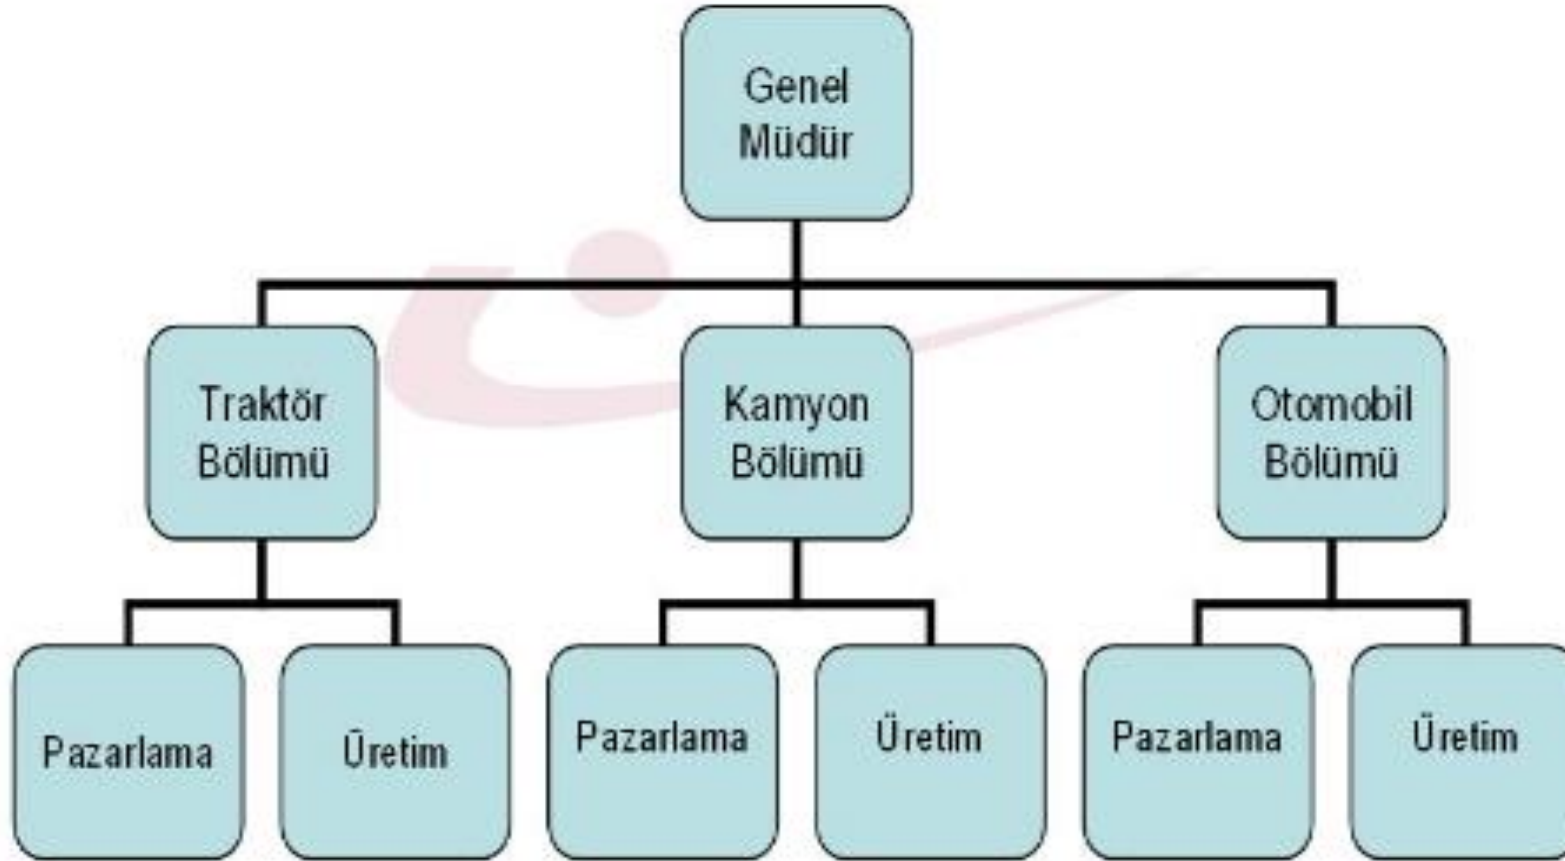 Genel
Müdür
Traktör
Bölümü
Kamyon
Bölümü
Otomobil
Bölümü
Pazarlama
Üretim
Pazarlama
Üretim
Pazarlama
Üretim